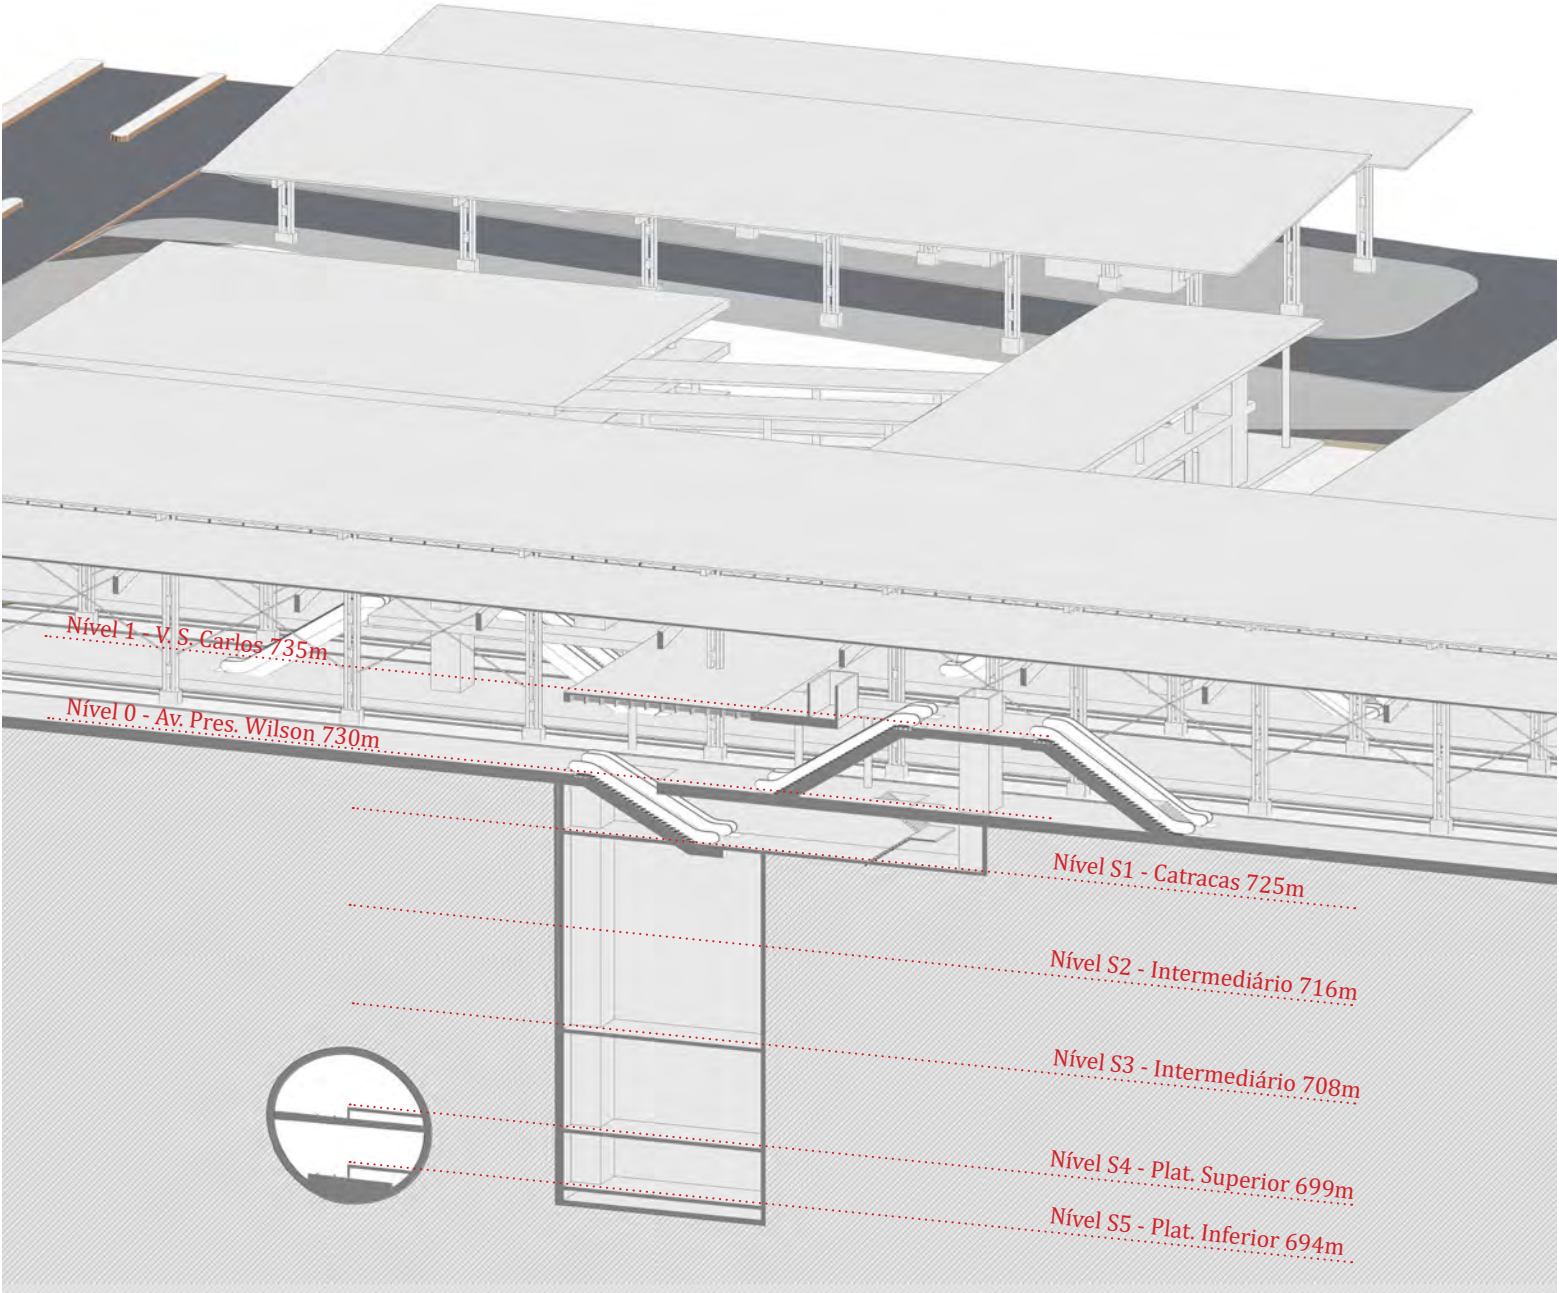 Nível 1 - V. S. Carlos 735m
Nível 0 - Av. Pres. Wilson 730m
Nível S1 - Catracas 725m
Nível S2 - Intermediário 716m
Nível S3 - Intermediário 708m
Nível S4 - Plat. Superior 699m
Nível S5 - Plat. Inferior 694m